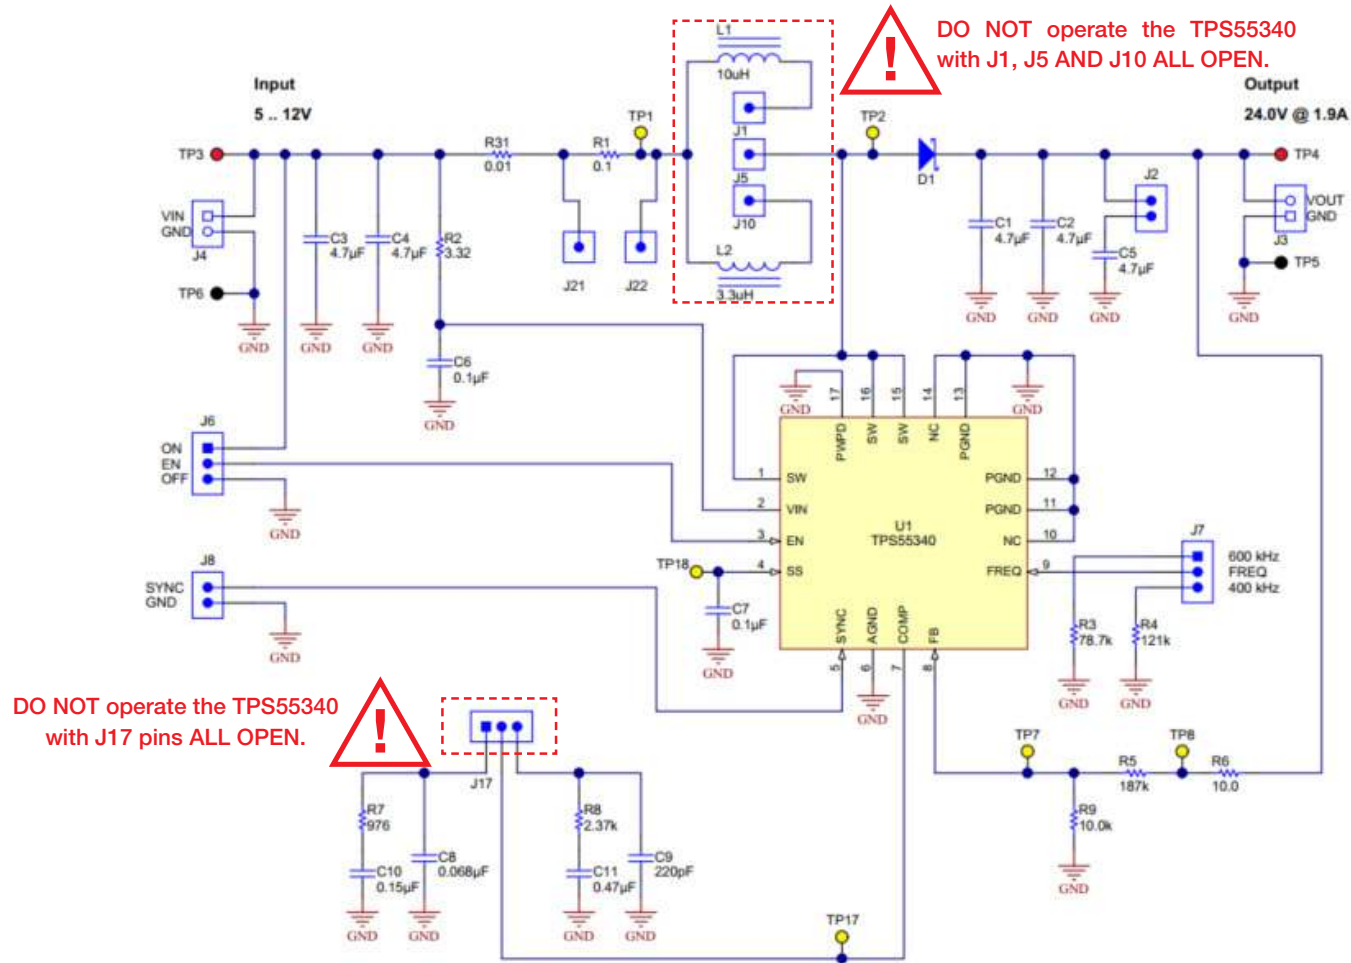 L1
10uH
DO NOT operate the TPS55340
with J1, J5 AND J10 ALL OPEN.
Input
5 .. 12V
Output
24.0V @ 1.9A
TP3
R31
0.01
R1
0.1
TP1
J1
J5
J10
L2
3.3uH
TP2
D1
TP4
VIN
GND
J4
TP6
GND
C3
4.7µF
GND
C4
4.7µF
GND
R2
3.32
J21
J22
C1
4.7µF
GND
C2
4.7µF
GND
J2
C5
4.7µF
GND
VOUT
GND
J3
TP5
GND
C6
0.1µF
GND
J6
ON
EN
OFF
GND
J8
SYNC
GND
GND
GND
17
16
15
14
13
GND
PWPD
SW
SW
NC
PGND
1
SW
2
VIN
3
EN
4
SS
PGND
12
PGND
11
NC
10
FREQ
9
U1
TPS55340
SYNC
AGND
COMP
FB
5
6
7
8
GND
TP18
C7
0.1µF
GND
J7
600 kHz
FREQ
400 kHz
R3
78.7k
GND
R4
121k
GND
DO NOT operate the TPS55340
with J17 pins ALL OPEN.
J17
R7
976
C10
0.15µF
GND
C8
0.068µF
GND
R8
2.37k
C11
0.47µF
GND
C9
220pF
GND
TP17
TP7
R5
187k
TP8
R6
10.0
R9
10.0k
GND